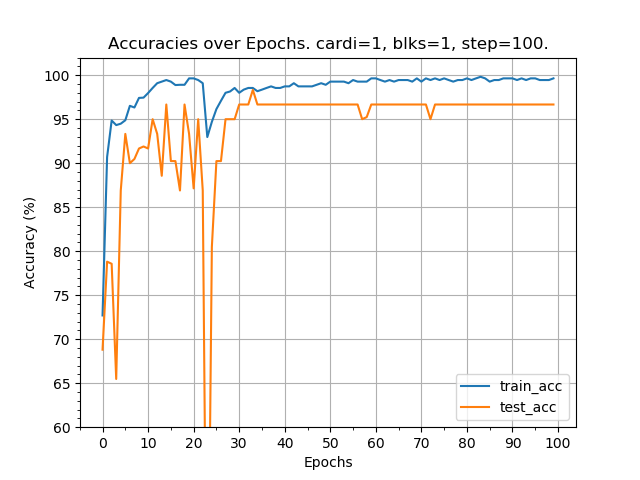 Accuracies over Epochs. cardi=1, blks=1, step=100.
Accuracy (%)
100
95
90
85
80
75
70
65
60
train_acc
test_acc
0 10 20 30 40 50 60 70 80 90 100
Epochs